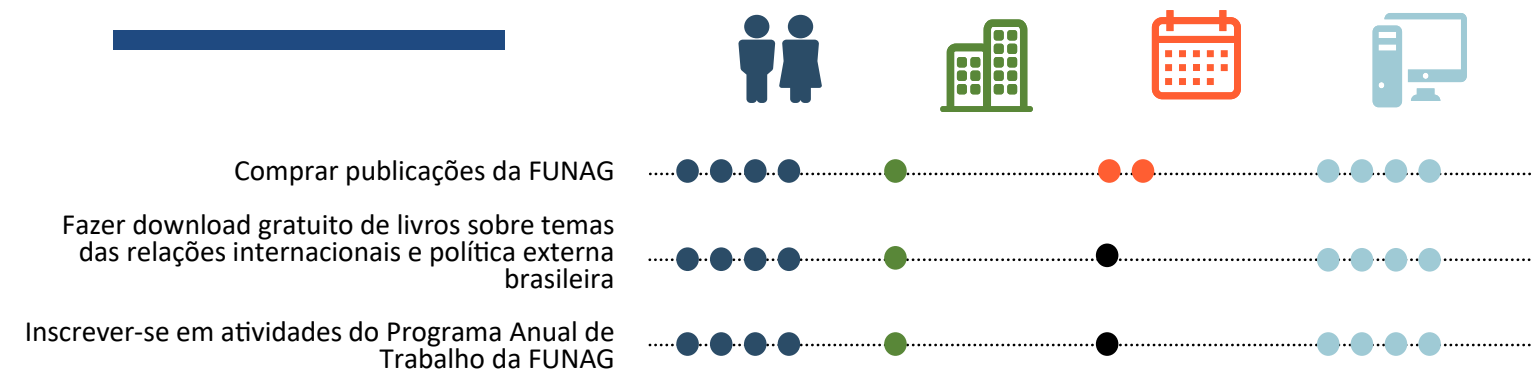 Comprar publicações da FUNAG
Fazer download gratuito de livros sobre temas
das relações internacionais e política externa
brasileira
Inscrever-se em atividades do Programa Anual de
Trabalho da FUNAG